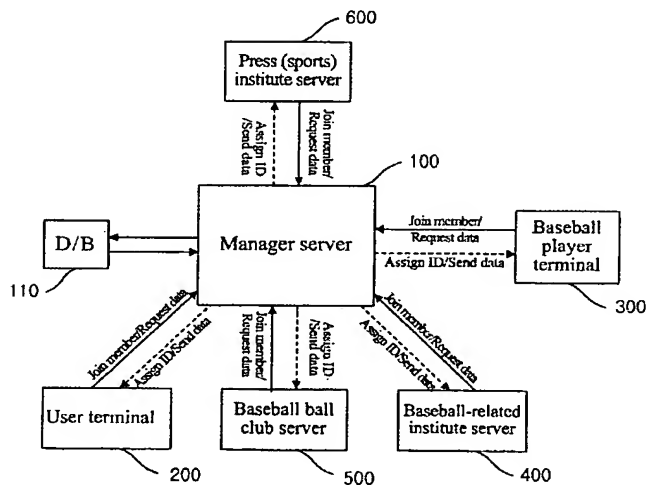 600
Press (sports)
institute server
Assign ID
/Send data
Join member/
Request data
100
Manager server
D/B
110
Join member/
Request data
Assign ID/Send data
Baseball
player
terminal
300
Join member/Request data
Assign ID/Send data
Join member/
Request data
Assign ID
/Send data
Join member/Request data
Assign ID/Send data
User terminal
200
Baseball ball
club server
500
Baseball-related
institute server
400